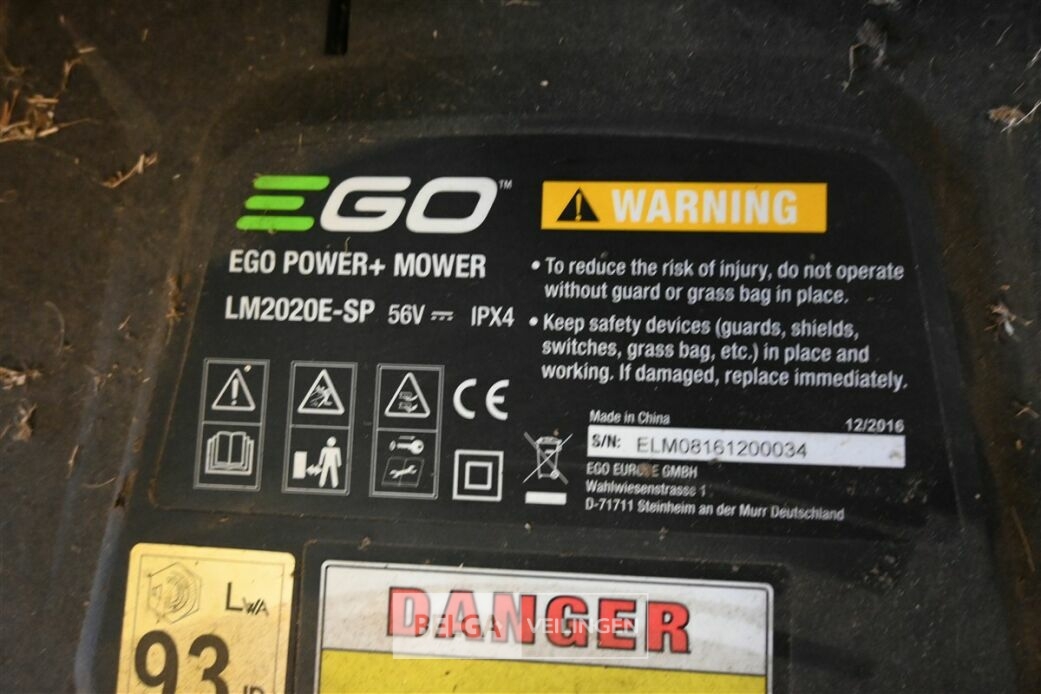 EGO™
EGO POWER+ MOWER
LM2020E-SP 56V IPX4
WARNING
• To reduce the risk of injury, do not operate
without guard or grass bag in place.
• Keep safety devices (guards, shields,
switches, grass bag, etc.) in place and
working. If damaged, replace immediately.
CE
Made in China 12/2016
S/N: ELM08161200034
EGO EUROPE GMBH
Wahlwiesenstrasse 1
D-71711 Steinheim an der Murr Deutschland
LWA
93
DANGER
BELGA VEILINGEN